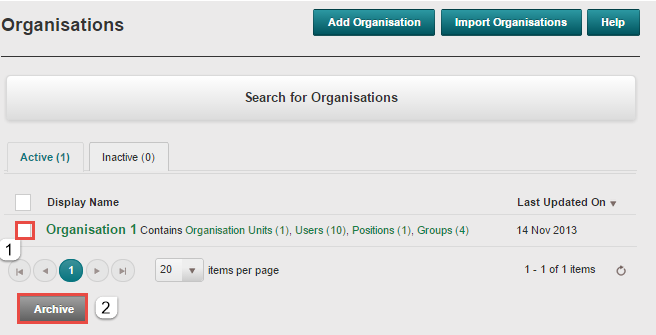 Organisations
Add Organisation
Import Organisations
Help
Search for Organisations
Active (1)
Inactive (0)
Display Name
Last Updated On
Organisation 1 Contains Organisation Units (1), Users (10), Positions (1), Groups (4)
14 Nov 2013
1
1
20
items per page
1 - 1 of 1 items
Archive
2